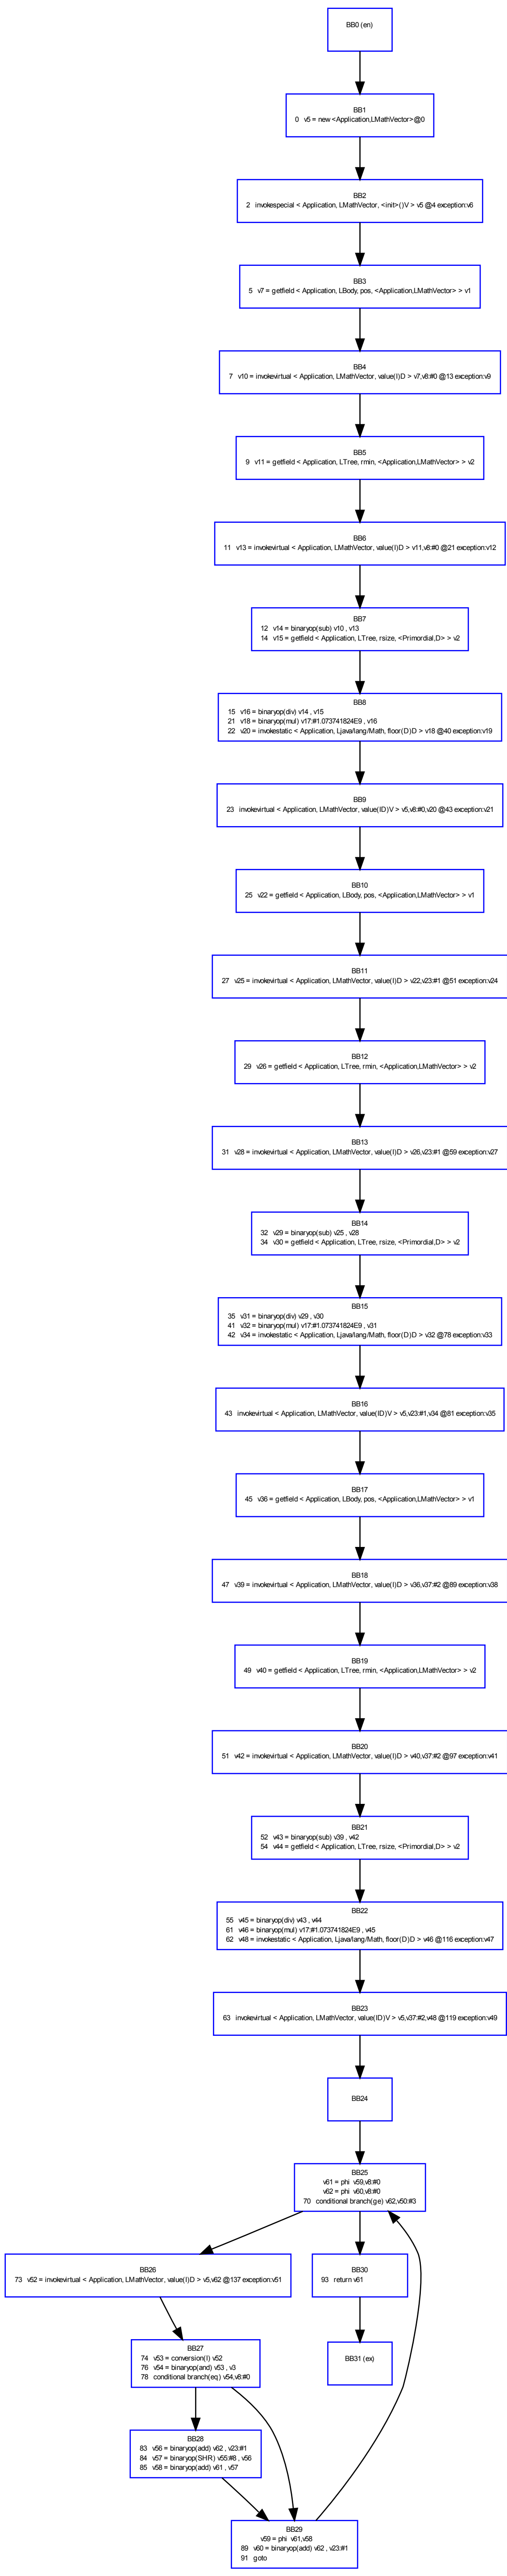 BB0 (en)
BB1
0 v5 = new <Application,LMathVector>@0
BB2
2 invokespecial < Application, LMathVector, <init>()V > v5 @4 exception:v6
BB3
5 v7 = getfield < Application, LBody, pos, <Application,LMathVector> > v1
BB4
7 v10 = invokevirtual < Application, LMathVector, value(I)D > v7,v8:#0 @13 exception:v9
BB5
9 v11 = getfield < Application, LTree, rmin, <Application,LMathVector> > v2
BB6
11 v13 = invokevirtual < Application, LMathVector, value(I)D > v11,v8:#0 @21 exception:v12
BB7
12 v14 = binaryop(sub) v10 , v13
14 v15 = getfield < Application, LTree, rsize, <Primordial,D> > v2
BB8
15 v16 = binaryop(div) v14 , v15
21 v18 = binaryop(mul) v17:#1.073741824E9 , v16
22 v20 = invokestatic < Application, Ljava/lang/Math, floor(D)D > v18 @40 exception:v19
BB9
23 invokevirtual < Application, LMathVector, value(ID)V > v5,v8:#0,v20 @43 exception:v21
BB10
25 v22 = getfield < Application, LBody, pos, <Application,LMathVector> > v1
BB11
27 v25 = invokevirtual < Application, LMathVector, value(I)D > v22,v23:#1 @51 exception:v24
BB12
29 v26 = getfield < Application, LTree, rmin, <Application,LMathVector> > v2
BB13
31 v28 = invokevirtual < Application, LMathVector, value(I)D > v26,v23:#1 @59 exception:v27
BB14
32 v29 = binaryop(sub) v25 , v28
34 v30 = getfield < Application, LTree, rsize, <Primordial,D> > v2
BB15
35 v31 = binaryop(div) v29 , v30
41 v32 = binaryop(mul) v17:#1.073741824E9 , v31
42 v34 = invokestatic < Application, Ljava/lang/Math, floor(D)D > v32 @78 exception:v33
BB16
43 invokevirtual < Application, LMathVector, value(ID)V > v5,v23:#1,v34 @81 exception:v35
BB17
45 v36 = getfield < Application, LBody, pos, <Application,LMathVector> > v1
BB18
47 v39 = invokevirtual < Application, LMathVector, value(I)D > v36,v37:#2 @89 exception:v38
BB19
49 v40 = getfield < Application, LTree, rmin, <Application,LMathVector> > v2
BB20
51 v42 = invokevirtual < Application, LMathVector, value(I)D > v40,v37:#2 @97 exception:v41
BB21
52 v43 = binaryop(sub) v39 , v42
54 v44 = getfield < Application, LTree, rsize, <Primordial,D> > v2
BB22
55 v45 = binaryop(div) v43 , v44
61 v46 = binaryop(mul) v17:#1.073741824E9 , v45
62 v48 = invokestatic < Application, Ljava/lang/Math, floor(D)D > v46 @116 exception:v47
BB23
63 invokevirtual < Application, LMathVector, value(ID)V > v5,v37:#2,v48 @119 exception:v49
BB24
BB25
v61 = phi v59,v8:#0
v62 = phi v60,v8:#0
70 conditional branch(ge) v62,v50:#3
BB26
73 v52 = invokevirtual < Application, LMathVector, value(I)D > v5,v62 @137 exception:v51
BB30
93 return v61
BB27
74 v53 = conversion(I) v52
76 v54 = binaryop(and) v53 , v3
78 conditional branch(eq) v54,v8:#0
BB31 (ex)
BB28
83 v56 = binaryop(add) v62 , v23:#1
84 v57 = binaryop(SHR) v55:#8 , v56
85 v58 = binaryop(add) v61 , v57
BB29
v59 = phi v61,v58
89 v60 = binaryop(add) v62 , v23:#1
91 goto